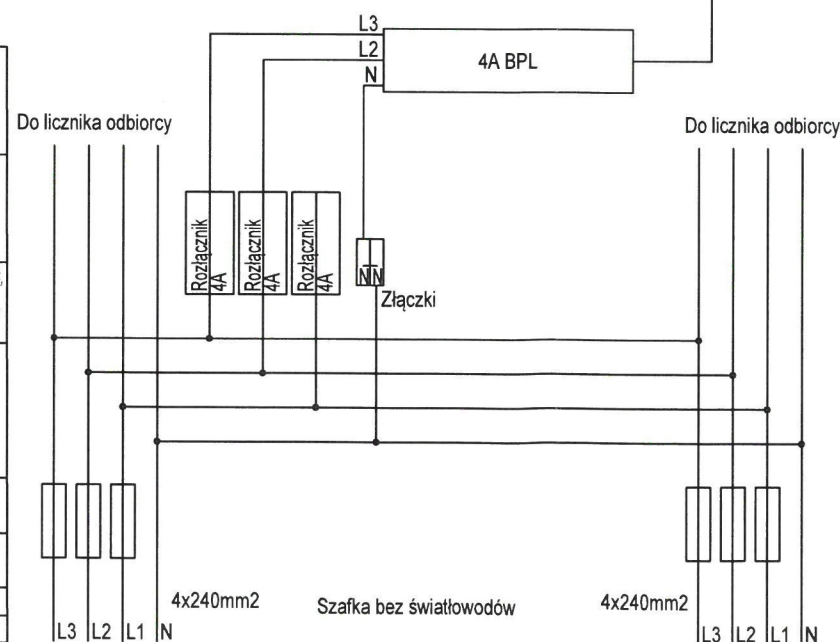 L3
L2
N
4A BPL
Do licznika odbiorcy
Do licznika odbiorcy
Rozłącznik
4A
Rozłącznik
4A
Rozłącznik
4A
N
N
Złączki
4x240mm2
Szafka bez światłowodów
4x240mm2
L3
L2
L1
N
L3
L2
L1
N